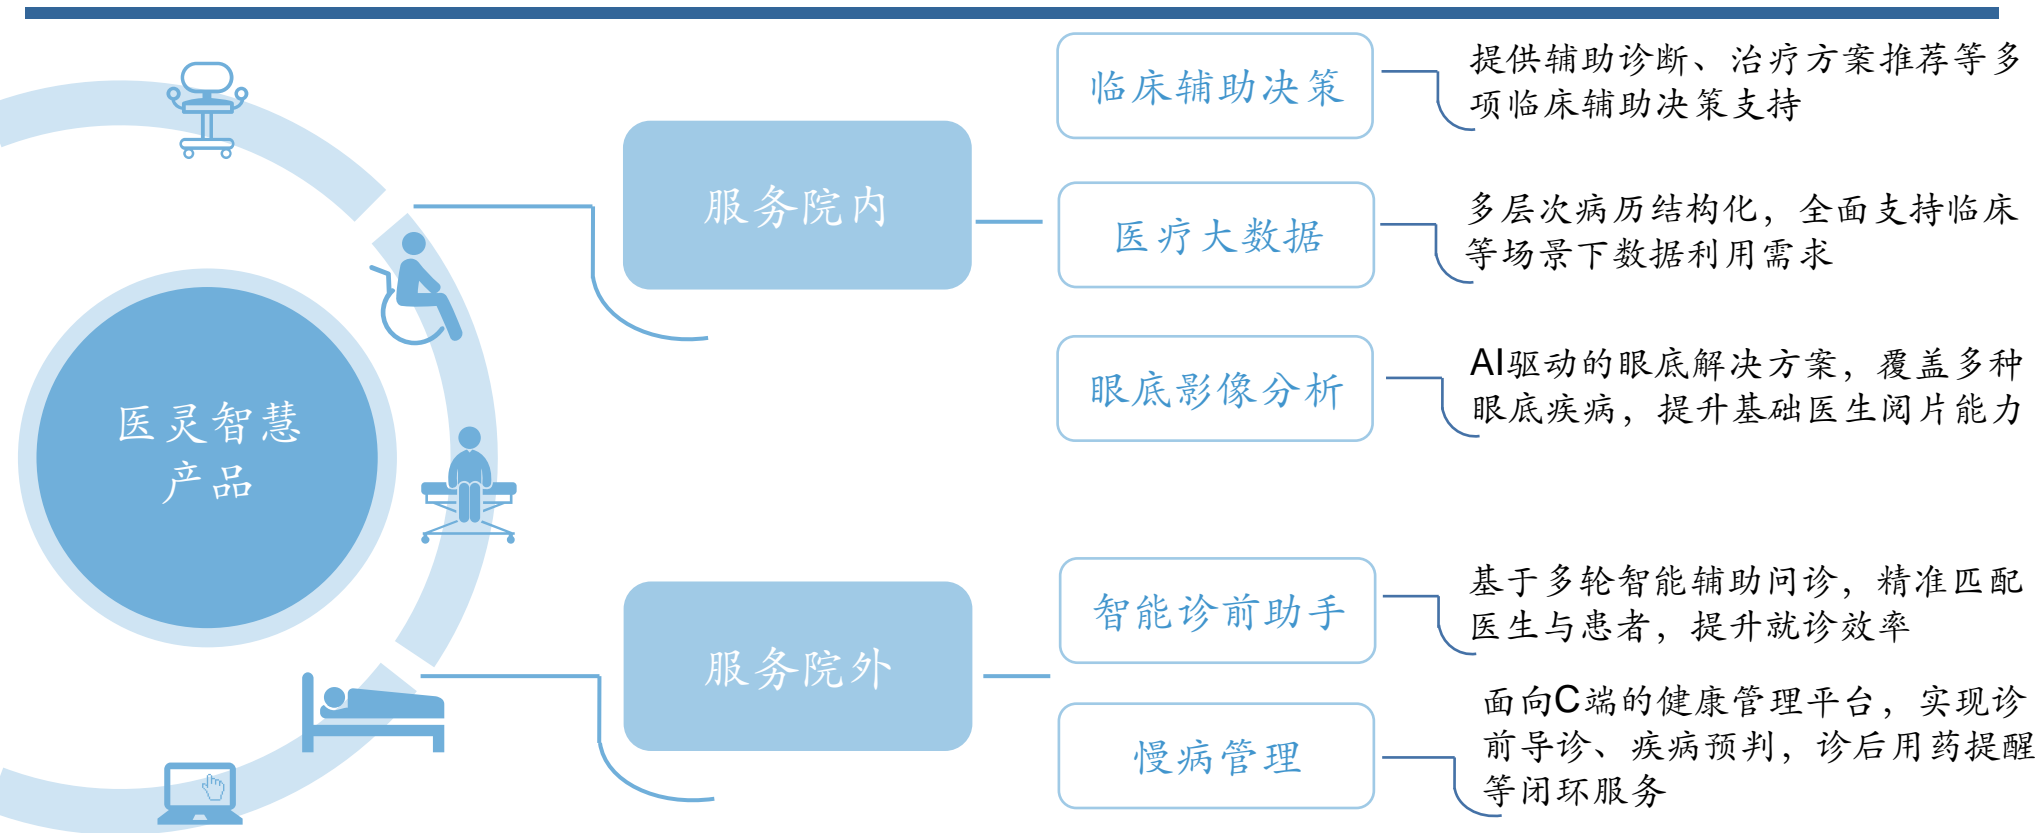 医灵智慧
产品
服务院内
临床辅助决策
提供辅助诊断、治疗方案推荐等多
项临床辅助决策支持
医疗大数据
多层次病历结构化，全面支持临床
等场景下数据利用需求
眼底影像分析
AI驱动的眼底解决方案，覆盖多种
眼底疾病，提升基础医生阅片能力
服务院外
智能诊前助手
基于多轮智能辅助问诊，精准匹配
医生与患者，提升就诊效率
慢病管理
面向C端的健康管理平台，实现诊
前导诊、疾病预判，诊后用药提醒
等闭环服务